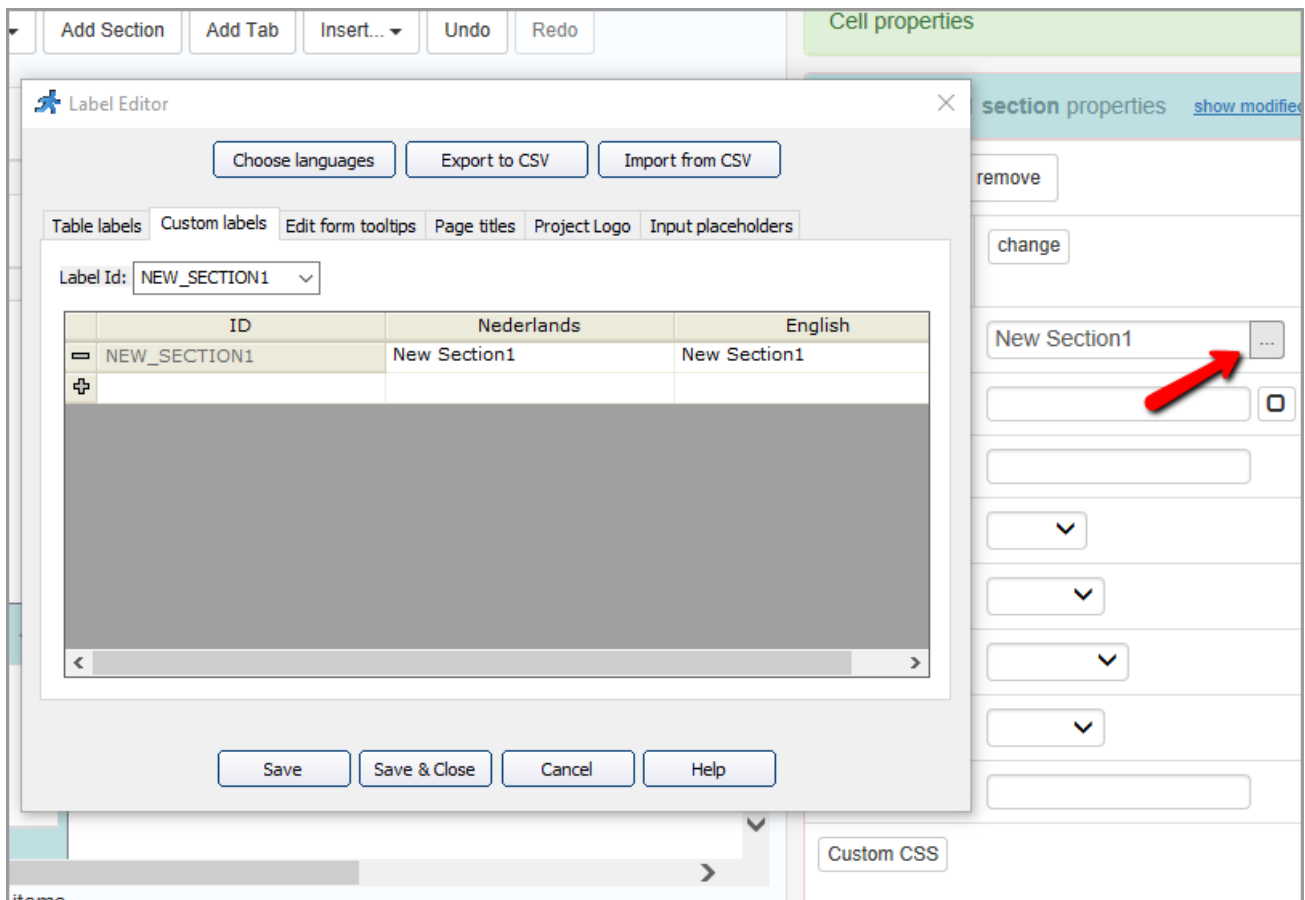 Add Section Add Tab Insert... Undo Redo
Cell properties
Label Editor
section properties show modified
Choose languages Export to CSV Import from CSV
remove
Table labels Custom labels Edit form tooltips Page titles Project Logo Input placeholders
change
Label Id: NEW_SECTION1
ID Nederlands English
NEW_SECTION1 New Section1 New Section1
New Section1 ...
Save Save & Close Cancel Help
Custom CSS
items